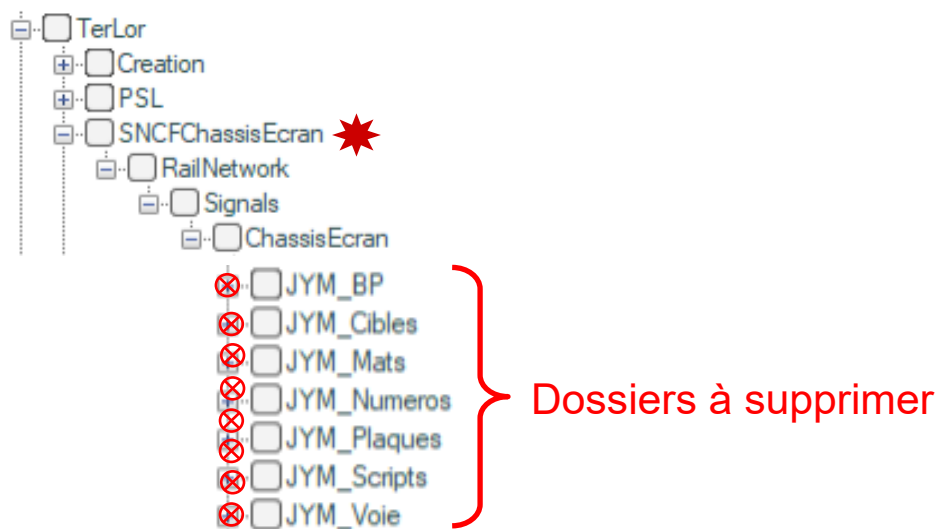 TerLor
Creation
PSL
SNCFChassisEcran
RailNetwork
Signals
ChassisEcran
JYM_BP
JYM_Cibles
JYM_Mats
JYM_Numeros
Dossiers à supprimer
JYM_Plaques
JYM_Scripts
JYM_Voie